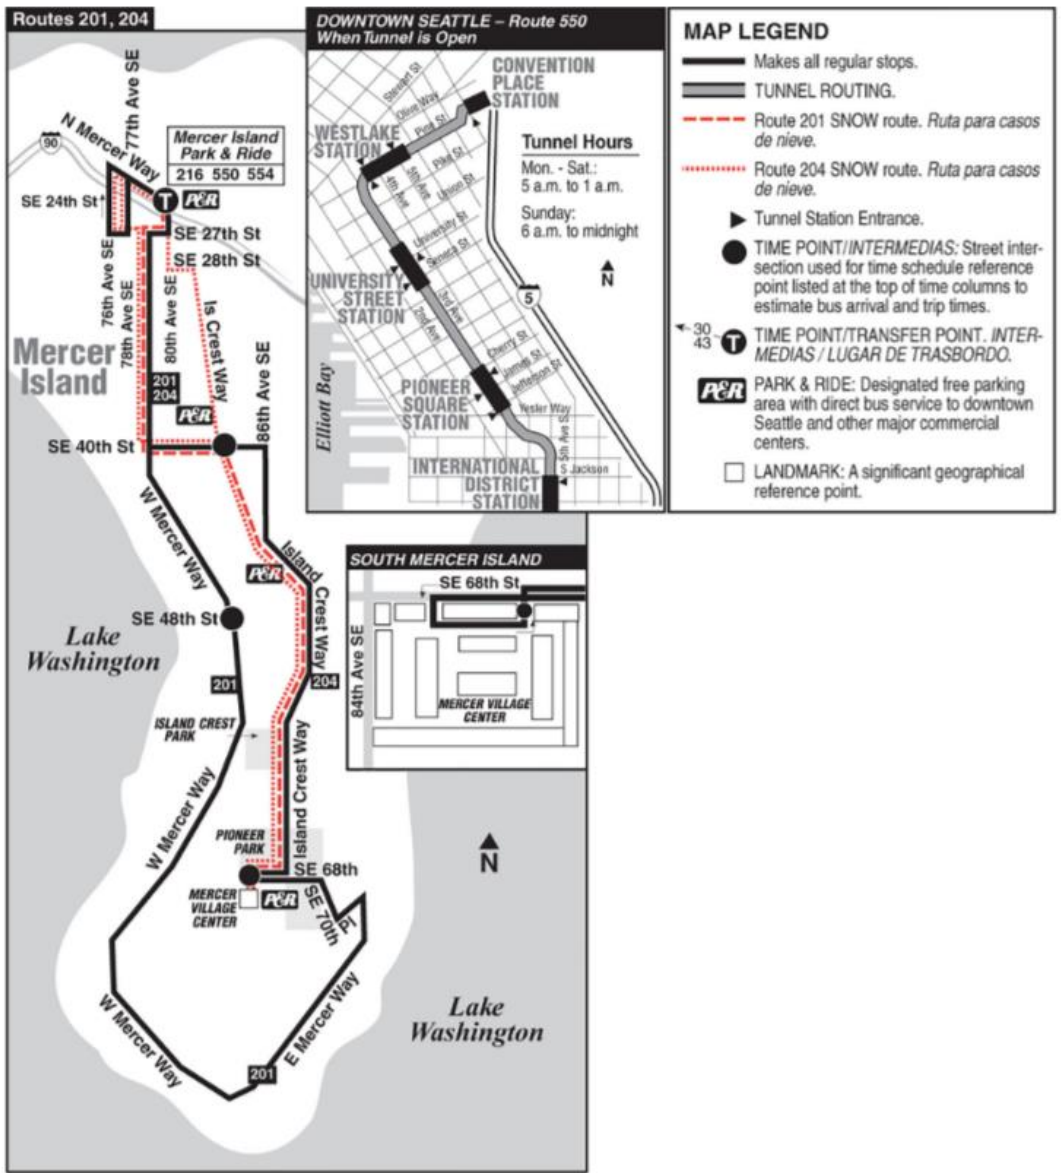 Routes 201, 204
77th Ave SE
N Mercer Way
90
Mercer Island
Park & Ride
216 550 554
T
P&R
SE 24th St
SE 27th St
SE 28th St
76th Ave SE
78th Ave SE
80th Ave SE
Is Crest Way
86th Ave SE
Mercer
Island
201
204
P&R
SE 40th St
W Mercer Way
P&R
Island Crest Way
SE 48th St
Lake
Washington
201
204
ISLAND CREST
PARK
Island Crest Way
W Mercer Way
PIONEER
PARK
SE 68th
MERCER
VILLAGE
CENTER
P&R
SE 70th
Pl
N
W Mercer Way
E Mercer Way
201
Lake
Washington
DOWNTOWN SEATTLE – Route 550
When Tunnel is Open
CONVENTION
PLACE
STATION
Stewart St
Olive Way
Pine St
WESTLAKE
STATION
Pike St
5th Ave
4th Ave
Union St
Tunnel Hours
Mon. - Sat.:
5 a.m. to 1 a.m.
Sunday:
6 a.m. to midnight
N
University St
Seneca St
UNIVERSITY
STREET
STATION
5
3rd Ave
2nd Ave
Cherry St
James St
Jefferson St
Elliott Bay
PIONEER
SQUARE
STATION
Yesler Way
5th Ave S
S Jackson
INTERNATIONAL
DISTRICT
STATION
SOUTH MERCER ISLAND
SE 68th St
84th Ave SE
MERCER VILLAGE
CENTER
MAP LEGEND
Makes all regular stops.
TUNNEL ROUTING.
Route 201 SNOW route. Ruta para casos
de nieve.
Route 204 SNOW route. Ruta para casos
de nieve.
Tunnel Station Entrance.
TIME POINT/INTERMEDIAS: Street inter-
section used for time schedule reference
point listed at the top of time columns to
estimate bus arrival and trip times.
30
43
T
TIME POINT/TRANSFER POINT. INTER-
MEDIAS / LUGAR DE TRASBORDO.
P&R
PARK & RIDE: Designated free parking
area with direct bus service to downtown
Seattle and other major commercial
centers.
LANDMARK: A significant geographical
reference point.